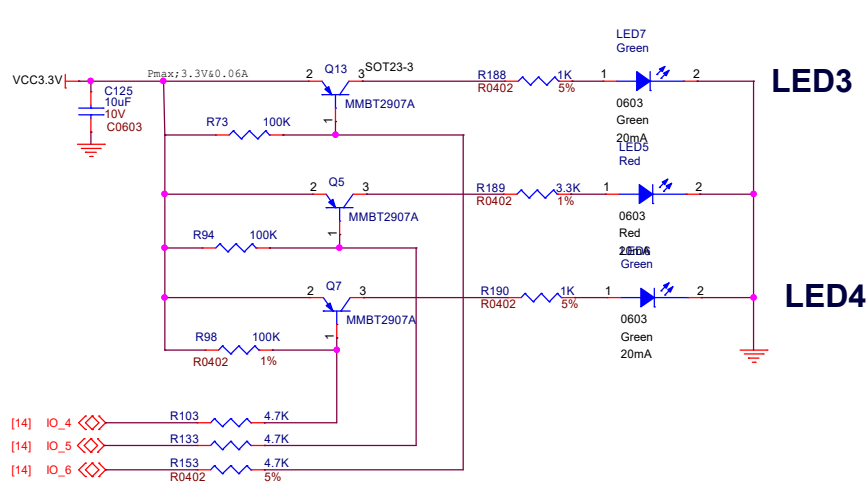 LED7
Green
VCC3.3V
Pmax;3.3V&0.06A
2
Q13
3
SOT23-3
MMBT2907A
1
R188
1K
R0402
5%
1
2
LED3
C125
10uF
10V
C0603
0603
Green
20mA
R73
100K
LED5
Red
2
Q5
3
MMBT2907A
1
R189
3.3K
R0402
1%
1
2
0603
Red
20mA
R94
100K
LED6
Green
2
Q7
3
MMBT2907A
1
R190
1K
R0402
5%
1
2
LED4
0603
Green
20mA
R98
100K
R0402
1%
[14] IO_4
R103
4.7K
[14] IO_5
R133
4.7K
[14] IO_6
R153
4.7K
R0402
5%